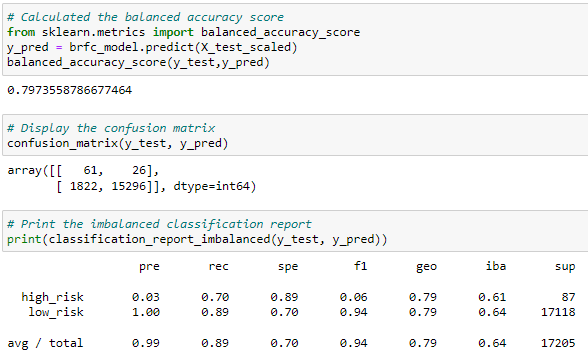 # Calculated the balanced accuracy score
from sklearn.metrics import balanced_accuracy_score
y_pred = brfc_model.predict(X_test_scaled)
balanced_accuracy_score(y_test,y_pred)
0.7973558786677464
# Display the confusion matrix
confusion_matrix(y_test, y_pred)
array([[   61,    26],
       [ 1822, 15296]], dtype=int64)
# Print the imbalanced classification report
print(classification_report_imbalanced(y_test, y_pred))
pre rec spe f1 geo iba sup
high_risk 0.03 0.70 0.89 0.06 0.79 0.61 87
low_risk 1.00 0.89 0.70 0.94 0.79 0.64 17118
avg / total 0.99 0.89 0.70 0.94 0.79 0.64 17205